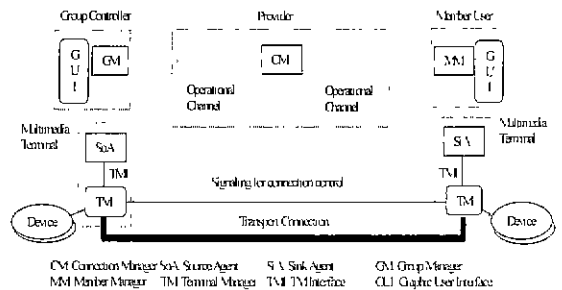 Group Controller
Provider
Member User
G
U
I
GM
CM
MM
G
U
I
Operational
Channel
Operational
Channel
Multimedia
Terminal
Multimedia
Terminal
SoA
SiA
TMI
TMI
Signaling for connection control
TM
TM
Device
Device
Transport Connection
CM Connection Manager SoA Source Agent SiA Sink Agent GM Group Manager
MM Member Manager TM Terminal Manager TMI TM Interface GUI Graphic User Interface